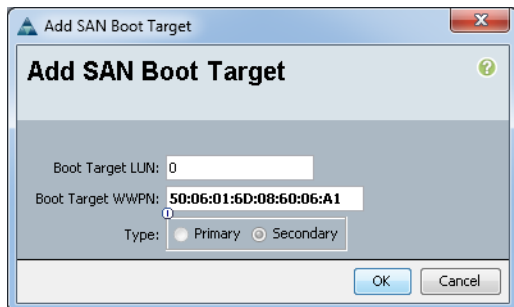 Add SAN Boot Target
Add SAN Boot Target
Boot Target LUN: 0
Boot Target WWPN: 50:06:01:6D:08:60:06:A1
Type: Primary Secondary
OK Cancel